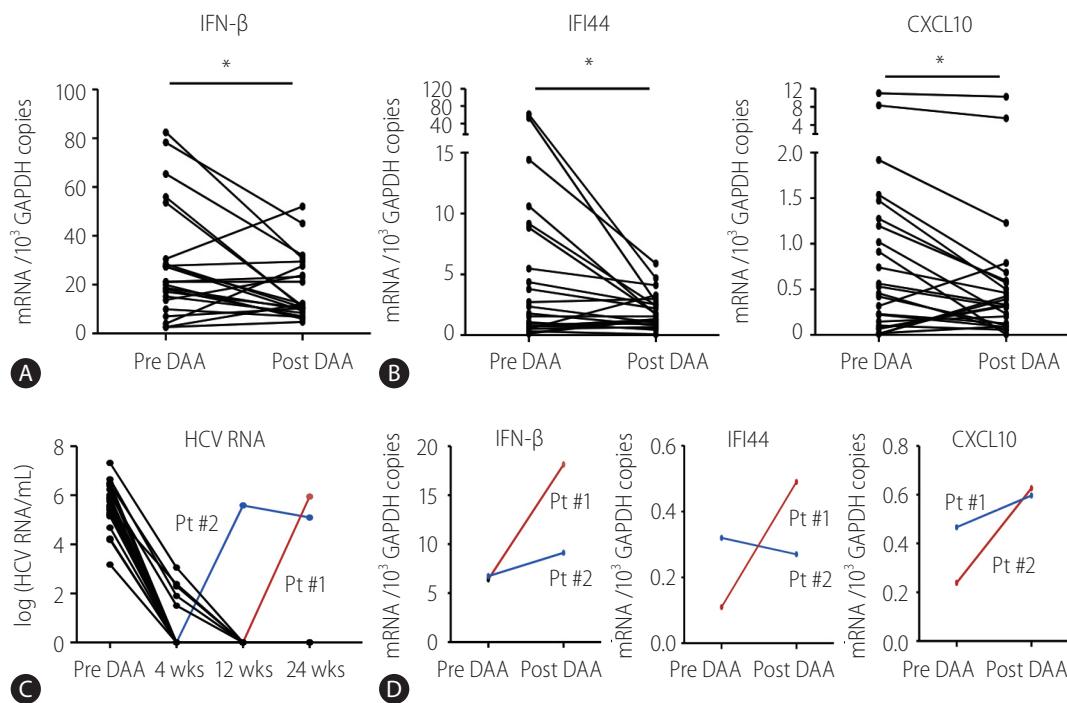 IFN-β
*
mRNA /10³ GAPDH copies
100
80
60
40
20
0
Pre DAA
Post DAA
A
IFI44
*
mRNA /10³ GAPDH copies
120
80
40
15
10
5
0
Pre DAA
Post DAA
B
CXCL10
*
mRNA /10³ GAPDH copies
12
8
4
2.0
1.5
1.0
0.5
0
Pre DAA
Post DAA
HCV RNA
log (HCV RNA/mL)
8
6
4
2
0
Pt #2
Pt #1
Pre DAA
4 wks
12 wks
24 wks
C
IFN-β
mRNA /10³ GAPDH copies
20
15
10
5
0
Pt #1
Pt #2
Pre DAA
Post DAA
D
IFI44
mRNA /10³ GAPDH copies
0.6
0.4
0.2
0.0
Pt #1
Pt #2
Pre DAA
Post DAA
CXCL10
mRNA /10³ GAPDH copies
0.8
0.6
0.4
0.2
0.0
Pt #1
Pt #2
Pre DAA
Post DAA